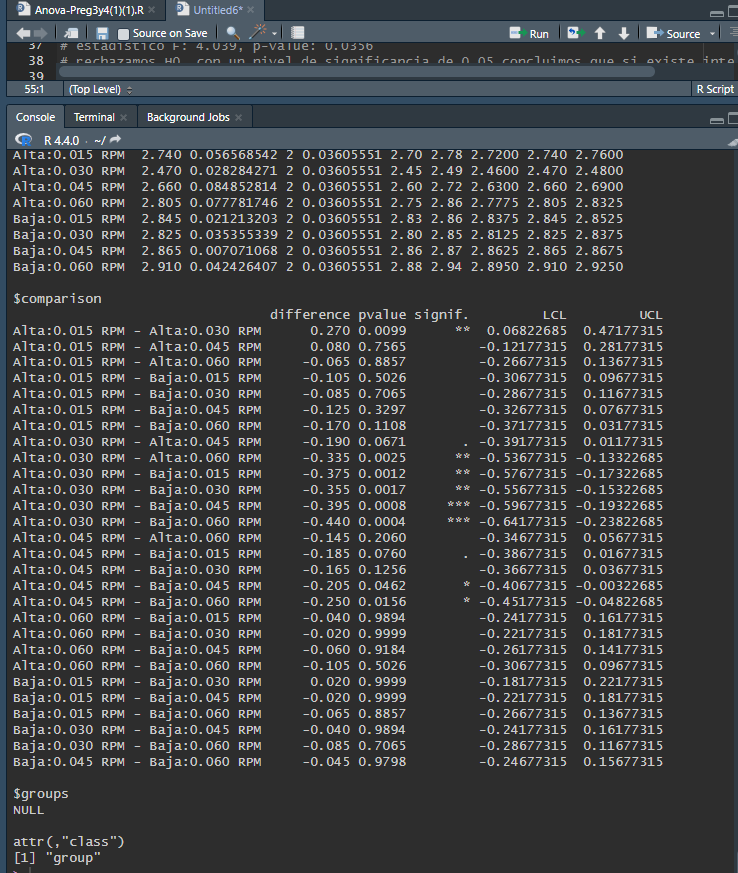 Anova-Preg3y4(1)(1).R
Untitled6*
Source on Save
Run
Source
37 # estadistico F: 4.039, p-value: 0.0356
38 # rechazamos H0, con un nivel de significancia de 0.05 concluimos que si existe inte
39
55:1
(Top Level)
R Script
Console
Terminal
Background Jobs
R 4.4.0 · ~/
Alta:0.015 RPM 2.740 0.056568542 2 0.03605551 2.70 2.78 2.7200 2.740 2.7600
Alta:0.030 RPM 2.470 0.028284271 2 0.03605551 2.45 2.49 2.4600 2.470 2.4800
Alta:0.045 RPM 2.660 0.084852814 2 0.03605551 2.60 2.72 2.6300 2.660 2.6900
Alta:0.060 RPM 2.805 0.077781746 2 0.03605551 2.75 2.86 2.7775 2.805 2.8325
Baja:0.015 RPM 2.845 0.021213203 2 0.03605551 2.83 2.86 2.8375 2.845 2.8525
Baja:0.030 RPM 2.825 0.035355339 2 0.03605551 2.80 2.85 2.8125 2.825 2.8375
Baja:0.045 RPM 2.865 0.007071068 2 0.03605551 2.86 2.87 2.8625 2.865 2.8675
Baja:0.060 RPM 2.910 0.042426407 2 0.03605551 2.88 2.94 2.8950 2.910 2.9250
$comparison
difference pvalue signif. LCL UCL
Alta:0.015 RPM - Alta:0.030 RPM 0.270 0.0099 ** 0.06822685 0.47177315
Alta:0.015 RPM - Alta:0.045 RPM 0.080 0.7565 -0.12177315 0.28177315
Alta:0.015 RPM - Alta:0.060 RPM -0.065 0.8857 -0.26677315 0.13677315
Alta:0.015 RPM - Baja:0.015 RPM -0.105 0.5026 -0.30677315 0.09677315
Alta:0.015 RPM - Baja:0.030 RPM -0.085 0.7065 -0.28677315 0.11677315
Alta:0.015 RPM - Baja:0.045 RPM -0.125 0.3297 -0.32677315 0.07677315
Alta:0.015 RPM - Baja:0.060 RPM -0.170 0.1108 -0.37177315 0.03177315
Alta:0.030 RPM - Alta:0.045 RPM -0.190 0.0671 . -0.39177315 0.01177315
Alta:0.030 RPM - Alta:0.060 RPM -0.335 0.0025 ** -0.53677315 -0.13322685
Alta:0.030 RPM - Baja:0.015 RPM -0.375 0.0012 ** -0.57677315 -0.17322685
Alta:0.030 RPM - Baja:0.030 RPM -0.355 0.0017 ** -0.55677315 -0.15322685
Alta:0.030 RPM - Baja:0.045 RPM -0.395 0.0008 *** -0.59677315 -0.19322685
Alta:0.030 RPM - Baja:0.060 RPM -0.440 0.0004 *** -0.64177315 -0.23822685
Alta:0.045 RPM - Alta:0.060 RPM -0.145 0.2060 -0.34677315 0.05677315
Alta:0.045 RPM - Baja:0.015 RPM -0.185 0.0760 . -0.38677315 0.01677315
Alta:0.045 RPM - Baja:0.030 RPM -0.165 0.1256 -0.36677315 0.03677315
Alta:0.045 RPM - Baja:0.045 RPM -0.205 0.0462 * -0.40677315 -0.00322685
Alta:0.045 RPM - Baja:0.060 RPM -0.250 0.0156 * -0.45177315 -0.04822685
Alta:0.060 RPM - Baja:0.015 RPM -0.040 0.9894 -0.24177315 0.16177315
Alta:0.060 RPM - Baja:0.030 RPM -0.020 0.9999 -0.22177315 0.18177315
Alta:0.060 RPM - Baja:0.045 RPM -0.060 0.9184 -0.26177315 0.14177315
Alta:0.060 RPM - Baja:0.060 RPM -0.105 0.5026 -0.30677315 0.09677315
Baja:0.015 RPM - Baja:0.030 RPM 0.020 0.9999 -0.18177315 0.22177315
Baja:0.015 RPM - Baja:0.045 RPM -0.020 0.9999 -0.22177315 0.18177315
Baja:0.015 RPM - Baja:0.060 RPM -0.065 0.8857 -0.26677315 0.13677315
Baja:0.030 RPM - Baja:0.045 RPM -0.040 0.9894 -0.24177315 0.16177315
Baja:0.030 RPM - Baja:0.060 RPM -0.085 0.7065 -0.28677315 0.11677315
Baja:0.045 RPM - Baja:0.060 RPM -0.045 0.9798 -0.24677315 0.15677315
$groups
NULL
attr(,"class")
[1] "group"